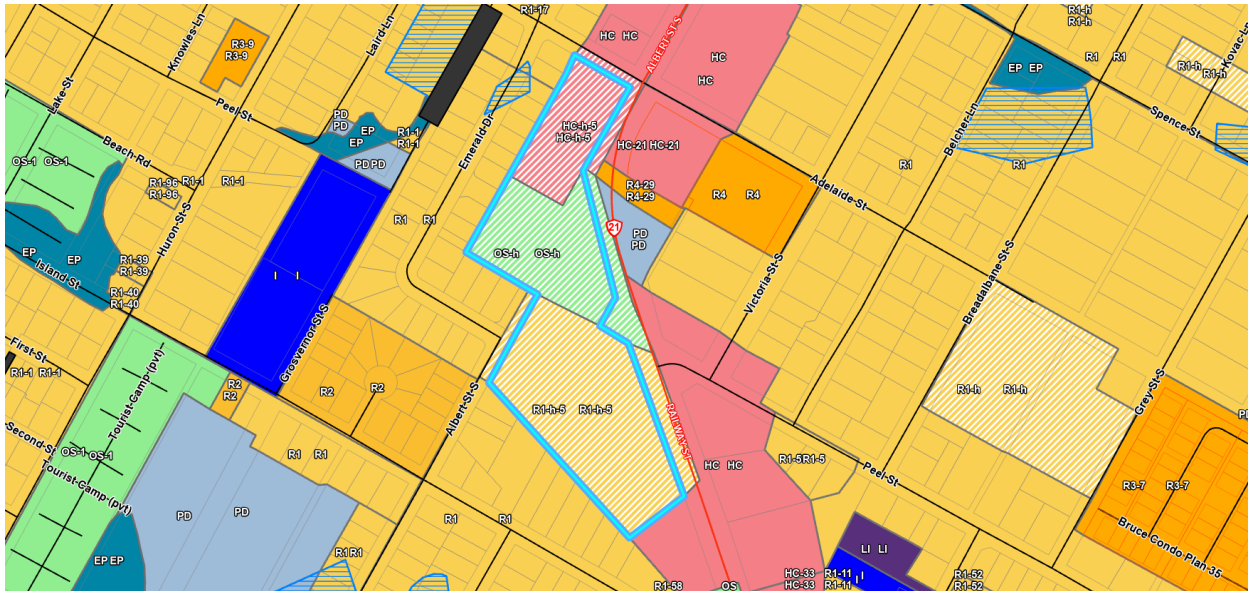 R1-17
R1-h
R1-h
Kovac-Ln
Knowles-Ln
R3-9
R3-9
Laird-Ln
HC HC
ALBERT-ST-S
HC
HC
R1 R1
R1-h
R1-h
EP EP
Lake-St
Peel-St
PD
PD
EP
EP
R1-1
R1-1
Emerald-Dr
HC-h-5
HC-h-5
HC-21 HC-21
Belcher-Ln
Spence-St
Beach-Rd
OS-1 OS-1
PD PD
R1-96
R1-96
R1-1
R1-1
R4-29
R4-29
R4 R4
Adelaide-St
R1
R1
Huron-St-S
R1 R1
21
PD
PD
EP
EP
R1-39
R1-39
R1-40
R1-40
Island-St
I I
OS-h OS-h
Victoria-St-S
Breadalbane-St-S
First-St
R1-1 R1-1
Grosvernor-St-S
Tourist-Camp-(pvt)
R2
R2
R2
R2
Albert-St-S
R1-h-5 R1-h-5
RAILWAY-ST
R1-h R1-h
Grey-St-S
Second-St
OS-1 OS-1
Tourist-Camp-(pvt)
R1 R1
HC HC
R1-5 R1-5
Peel-St
R3-7 R3-7
PD PD
R1 R1
Bruce-Condo-Plan-35
EP EP
R1 R1
LI LI
R1-58
OS
HC-33
HC-33
R1-11
R1-11
I
I
R1-52
R1-52